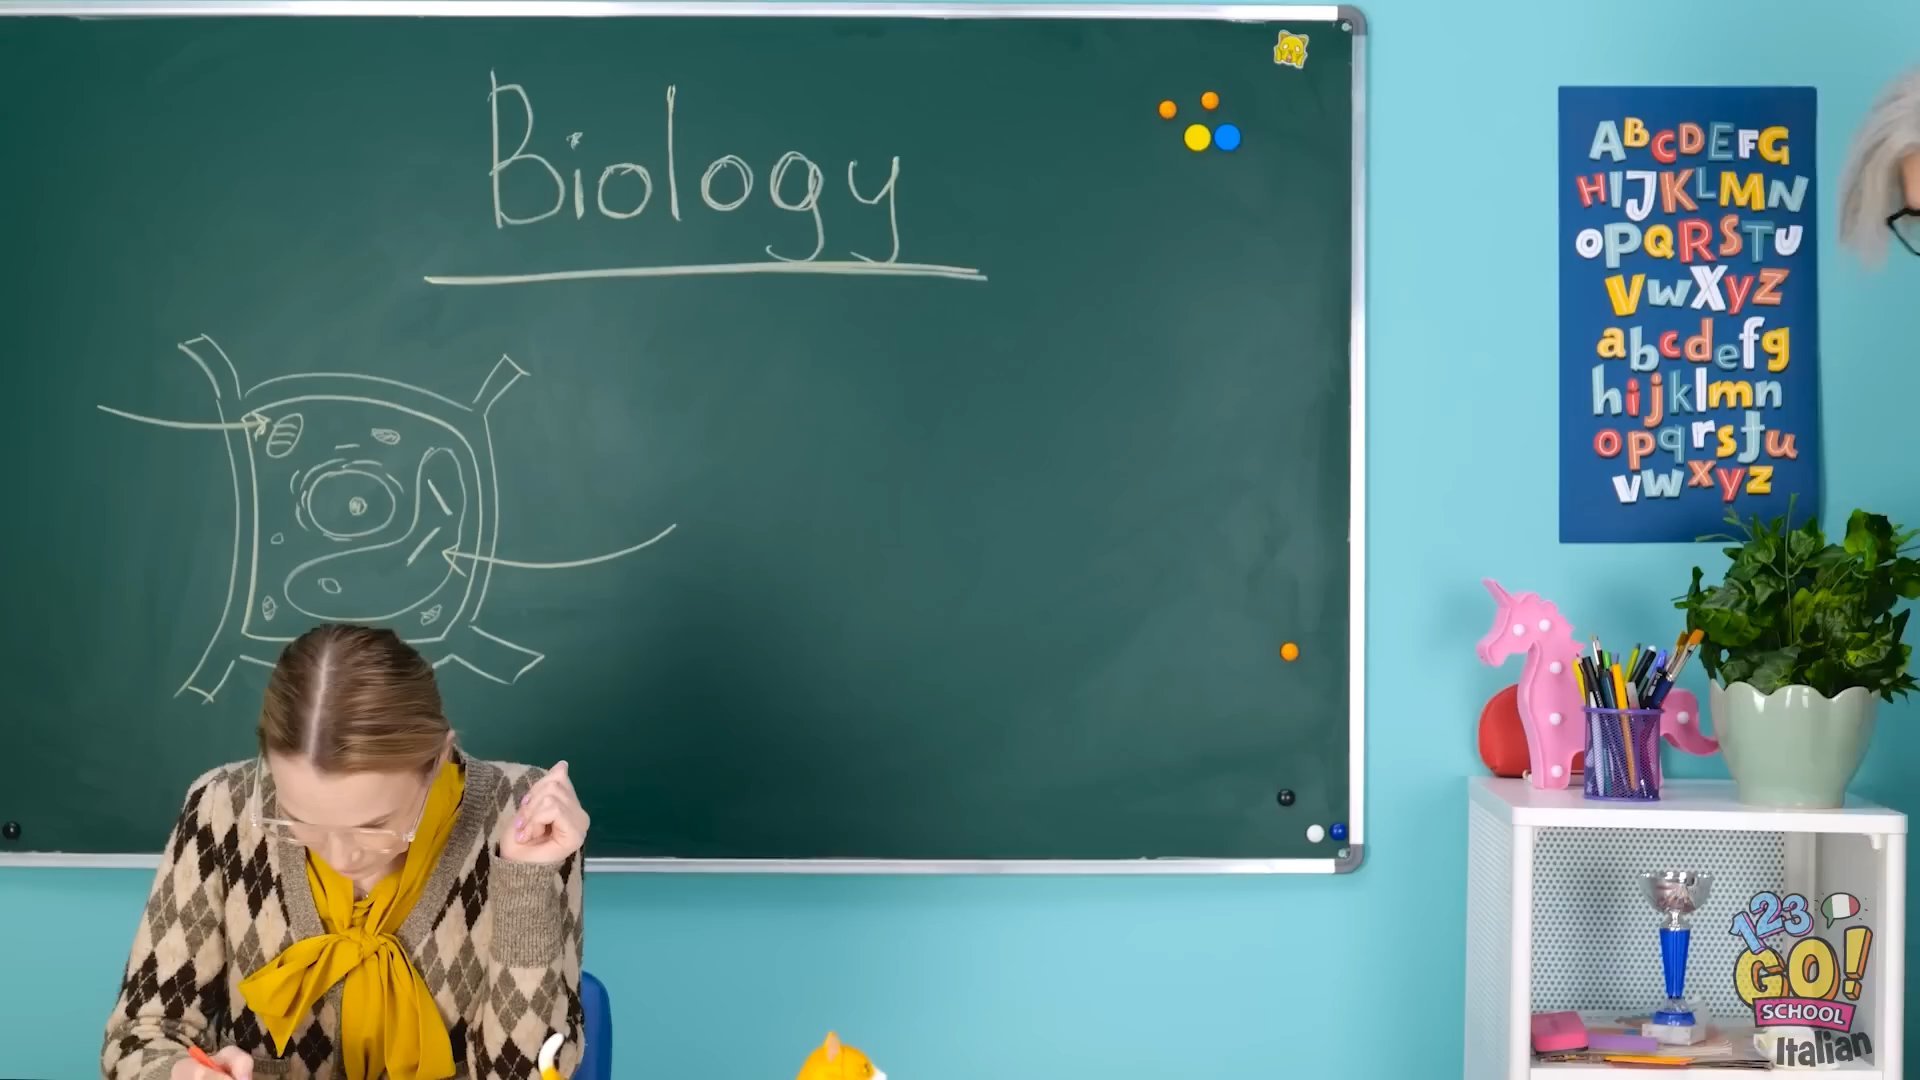 Biology
ABCDEFG
HIJKLMN
OPQRSTU
VWXYZ
abcdefg
hijklmn
opqrstu
vwxyz
123
GO!
SCHOOL
Italian